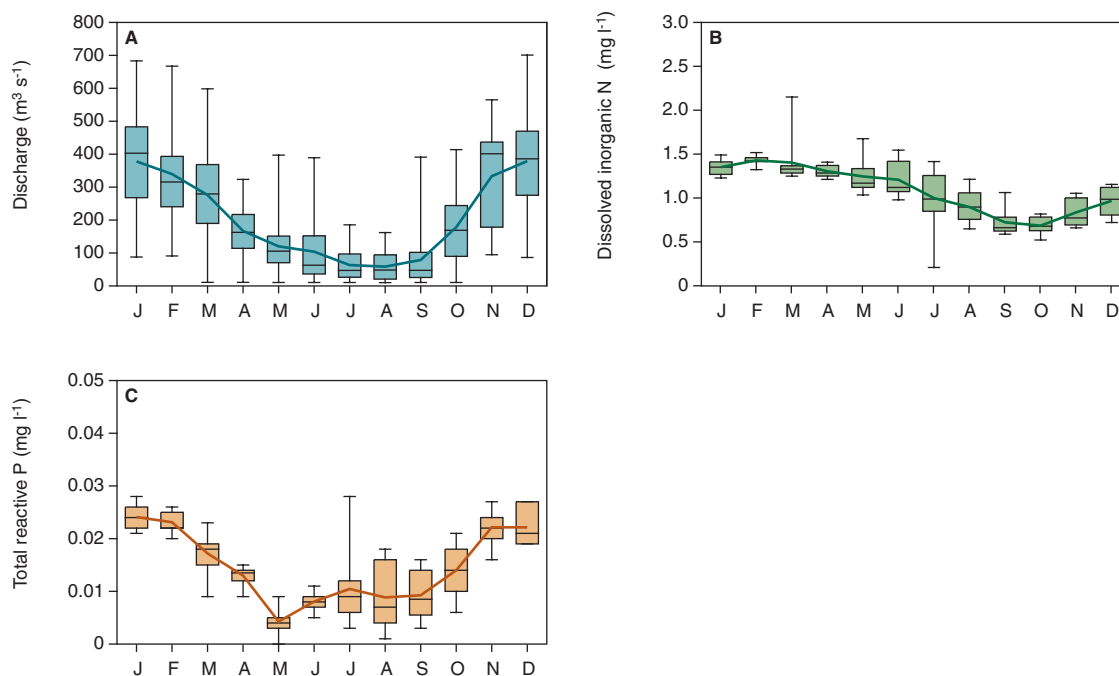 A
Discharge (m³ s⁻¹)
800
700
600
500
400
300
200
100
0
J F M A M J J A S O N D
B
Dissolved inorganic N (mg l⁻¹)
3.0
2.5
2.0
1.5
1.0
0.5
0
J F M A M J J A S O N D
C
Total reactive P (mg l⁻¹)
0.05
0.04
0.03
0.02
0.01
0
J F M A M J J A S O N D